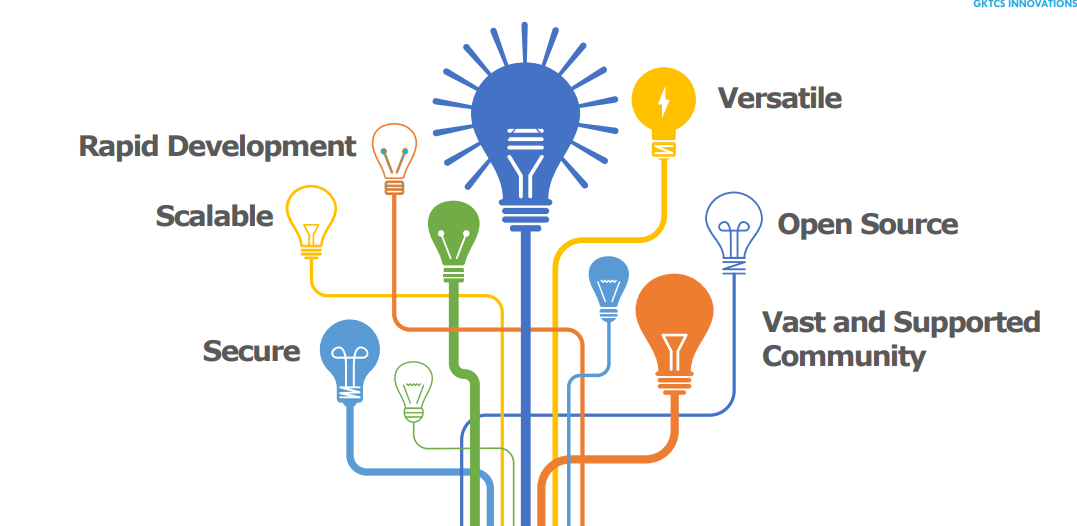 GKTCS INNOVATIONS
Versatile
Rapid Development
Scalable
Open Source
Vast and Supported
Community
Secure